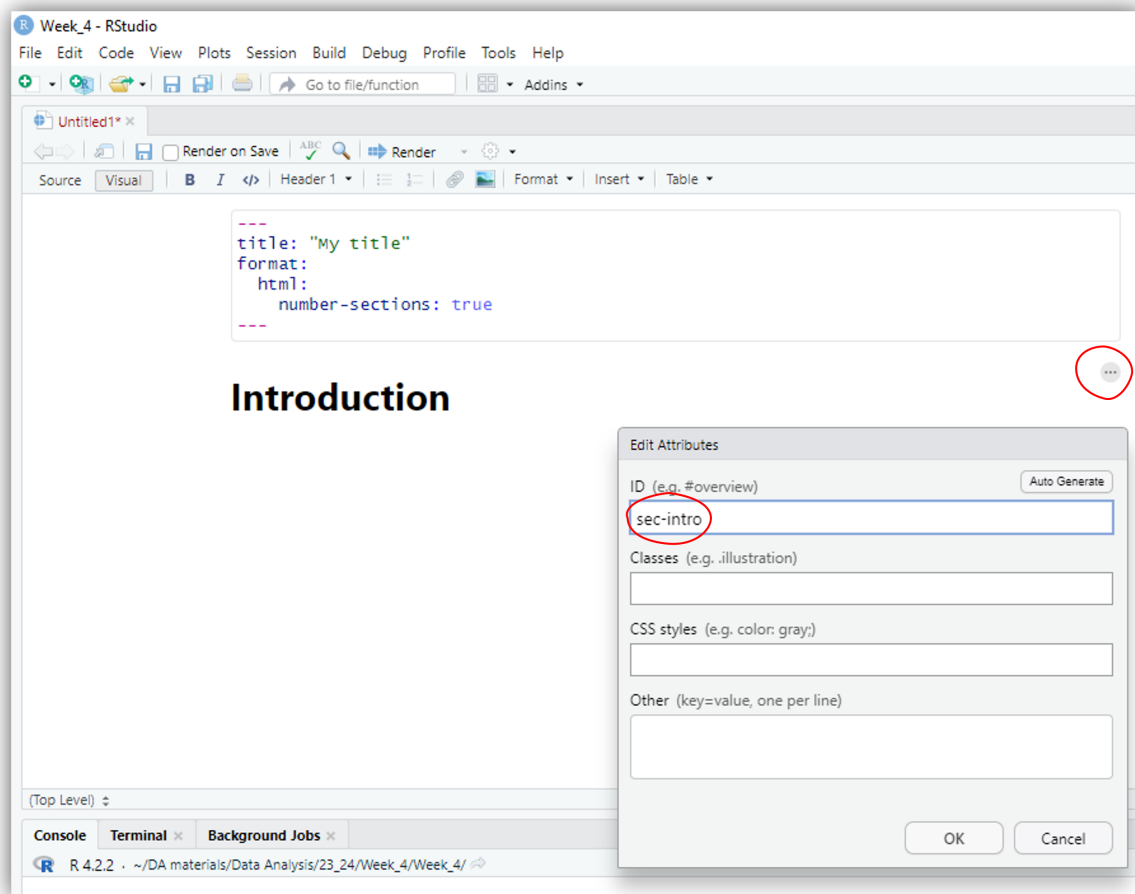 Week_4 - RStudio
File Edit Code View Plots Session Build Debug Profile Tools Help
Go to file/function Addins
Untitled1*
Render on Save ABC Render
Source Visual B I </> Header 1 Format Insert Table
---
title: "My title"
format:
  html:
    number-sections: true
---
Introduction
Edit Attributes
ID (e.g. #overview) Auto Generate
sec-intro
Classes (e.g. .illustration)
CSS styles (e.g. color: gray;)
Other (key=value, one per line)
OK Cancel
(Top Level)
Console Terminal Background Jobs
R 4.2.2 · ~/DA materials/Data Analysis/23_24/Week_4/Week_4/